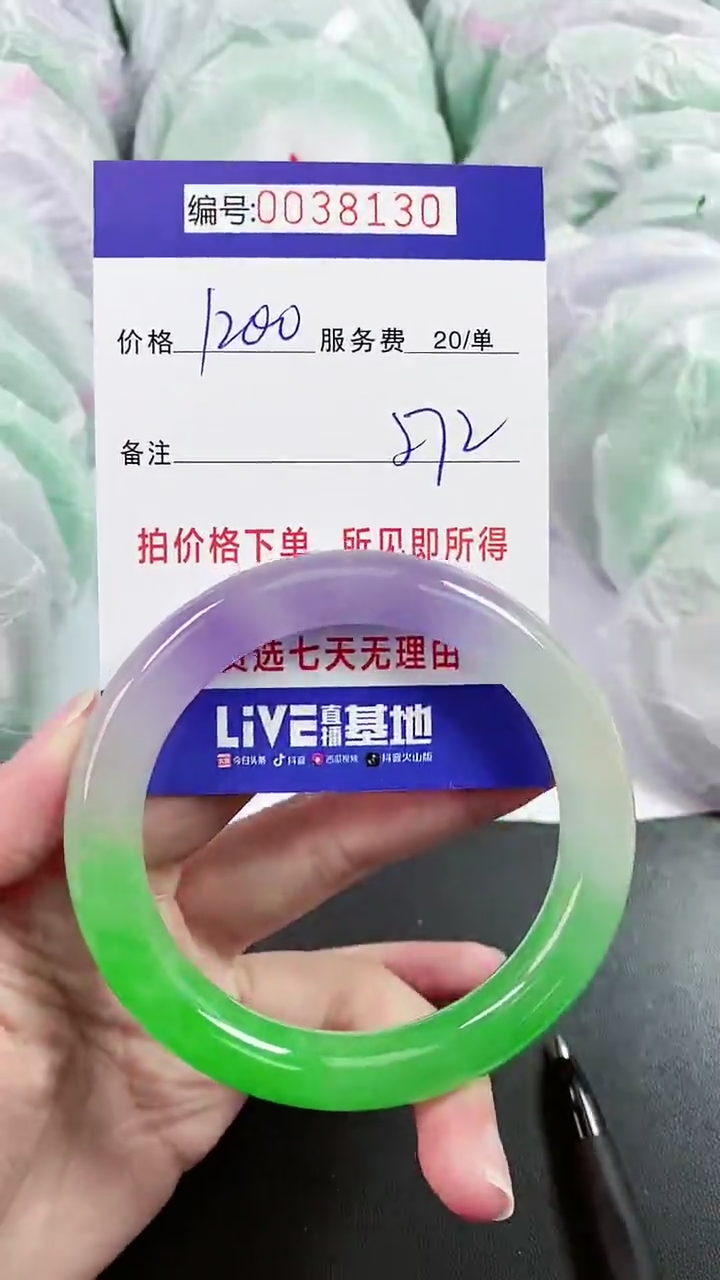 编号:0038130
价格 1200 服务费 20/单
备注 572
拍价格下单 所见即所得
选七天无理由
LiVE直播基地
今日头条 抖音 西瓜视频 抖音火山版